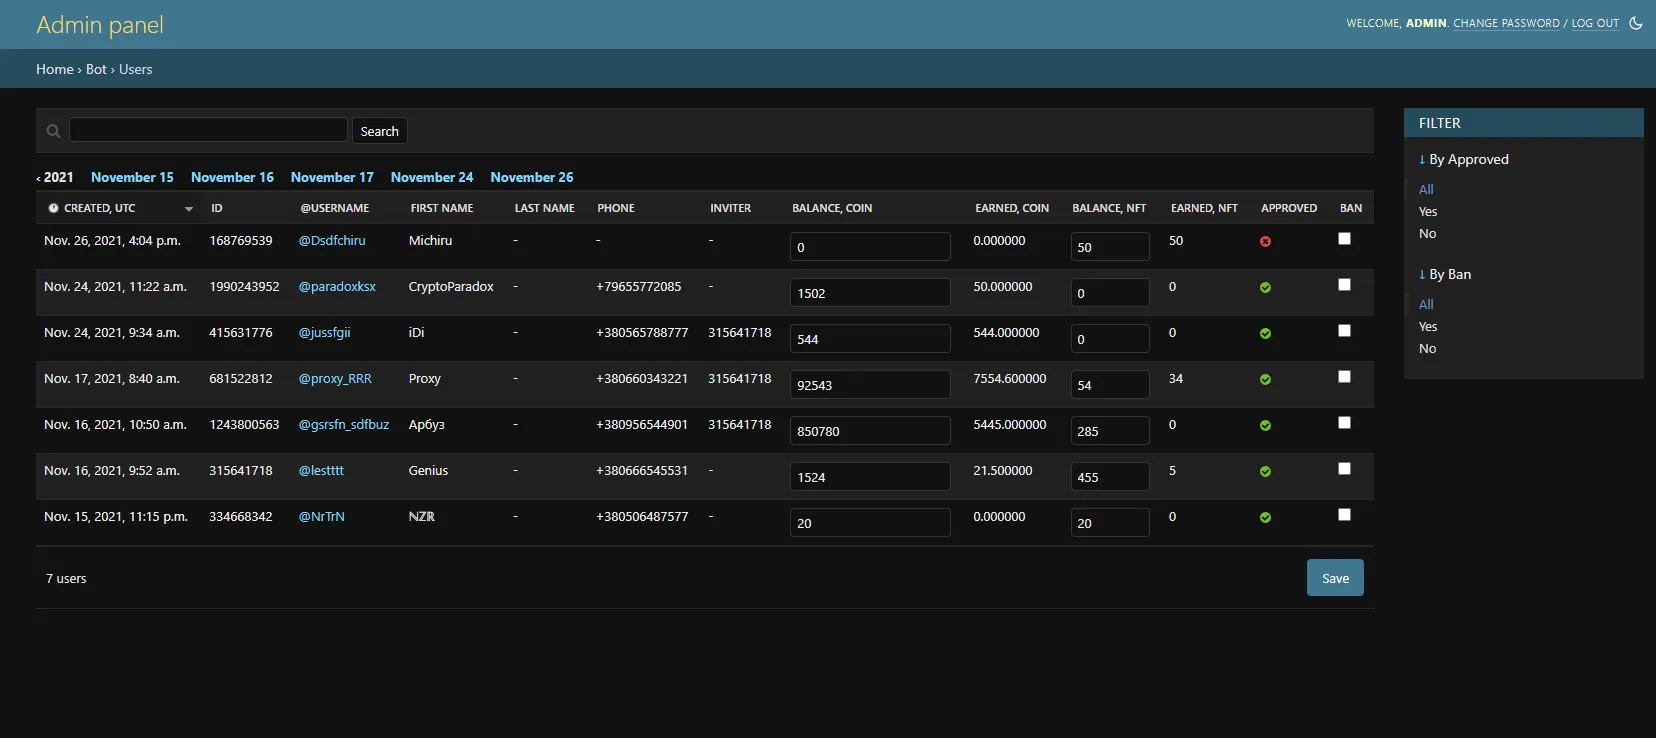 Admin panel
WELCOME, ADMIN. CHANGE PASSWORD / LOG OUT
Home › Bot › Users
Search
‹ 2021 November 15 November 16 November 17 November 24 November 26
CREATED, UTC ID @USERNAME FIRST NAME LAST NAME PHONE INVITER BALANCE, COIN EARNED, COIN BALANCE, NFT EARNED, NFT APPROVED BAN
Nov. 26, 2021, 4:04 p.m. 168769539 @Dsdfchiru Michiru - - - 0 0.000000 50 50
Nov. 24, 2021, 11:22 a.m. 1990243952 @paradoxksx CryptoParadox - +79655772085 - 1502 50.000000 0 0
Nov. 24, 2021, 9:34 a.m. 415631776 @jussfgii iDi - +380565788777 315641718 544 544.000000 0 0
Nov. 17, 2021, 8:40 a.m. 681522812 @proxy_RRR Proxy - +380660343221 315641718 92543 7554.600000 54 34
Nov. 16, 2021, 10:50 a.m. 1243800563 @gsrsfn_sdfbuz Арбуз - +380956544901 315641718 850780 5445.000000 285 0
Nov. 16, 2021, 9:52 a.m. 315641718 @lestttt Genius - +380666545531 - 1524 21.500000 455 5
Nov. 15, 2021, 11:15 p.m. 334668342 @NrTrN ℕℤℝ - +380506487577 - 20 0.000000 20 0
7 users
Save
FILTER
↓ By Approved
All
Yes
No
↓ By Ban
All
Yes
No